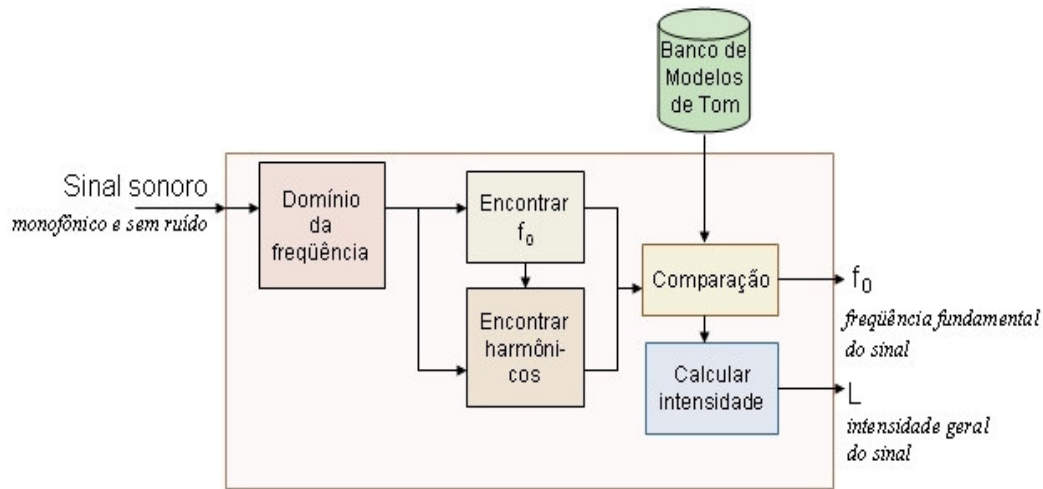 Banco de
Modelos
de Tom
Sinal sonoro
monofônico e sem ruído
Domínio
da
freqüência
Encontrar
f₀
Encontrar
harmôni-
cos
Comparação
Calcular
intensidade
f₀
freqüência fundamental
do sinal
L
intensidade geral
do sinal